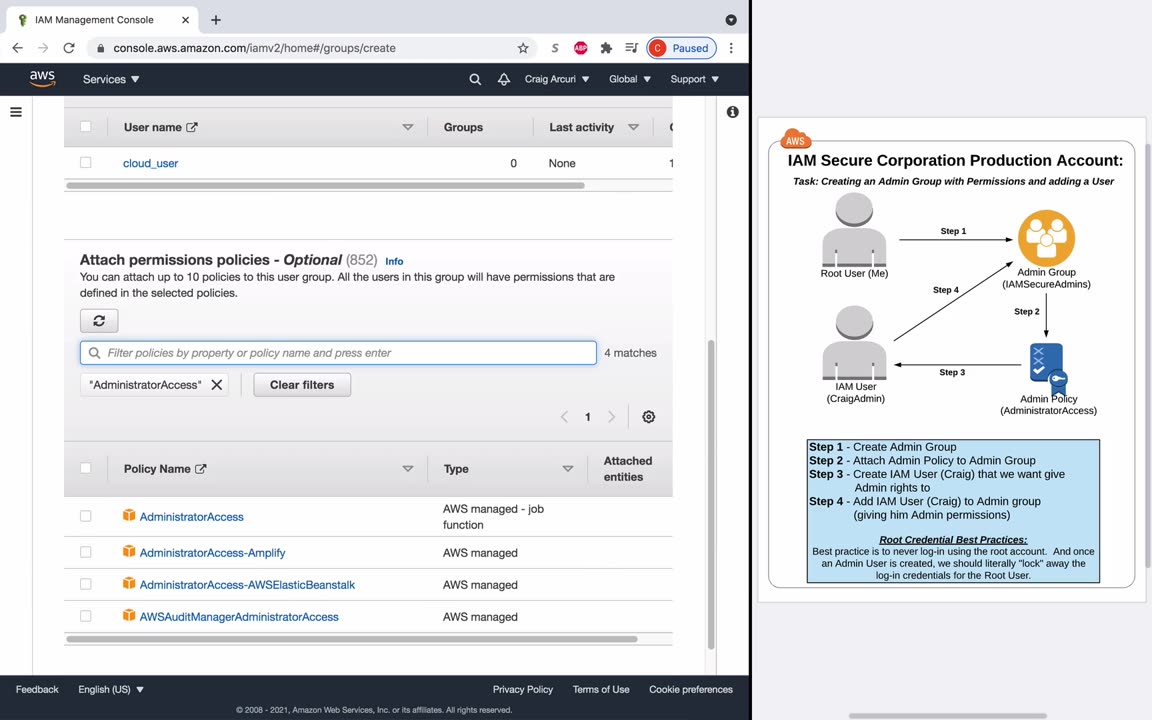 IAM Management Console
console.aws.amazon.com/iamv2/home#/groups/create
S
ABP
C Paused
aws
Services
Craig Arcuri
Global
Support
User name
Groups
Last activity
cloud_user
0
None
1
Attach permissions policies - Optional (852) Info
You can attach up to 10 policies to this user group. All the users in this group will have permissions that are
defined in the selected policies.
Filter policies by property or policy name and press enter
4 matches
"AdministratorAccess"
Clear filters
1
Policy Name
Type
Attached
entities
AdministratorAccess
AWS managed - job
function
AdministratorAccess-Amplify
AWS managed
AdministratorAccess-AWSElasticBeanstalk
AWS managed
AWSAuditManagerAdministratorAccess
AWS managed
Feedback
English (US)
Privacy Policy
Terms of Use
Cookie preferences
© 2008 - 2021, Amazon Web Services, Inc. or its affiliates. All rights reserved.
AWS
IAM Secure Corporation Production Account:
Task: Creating an Admin Group with Permissions and adding a User
Step 1
Root User (Me)
Admin Group
(IAMSecureAdmins)
Step 4
Step 2
Step 3
IAM User
(CraigAdmin)
Admin Policy
(AdministratorAccess)
Step 1 - Create Admin Group
Step 2 - Attach Admin Policy to Admin Group
Step 3 - Create IAM User (Craig) that we want give
Admin rights to
Step 4 - Add IAM User (Craig) to Admin group
(giving him Admin permissions)
Root Credential Best Practices:
Best practice is to never log-in using the root account. And once
an Admin User is created, we should literally "lock" away the
log-in credentials for the Root User.